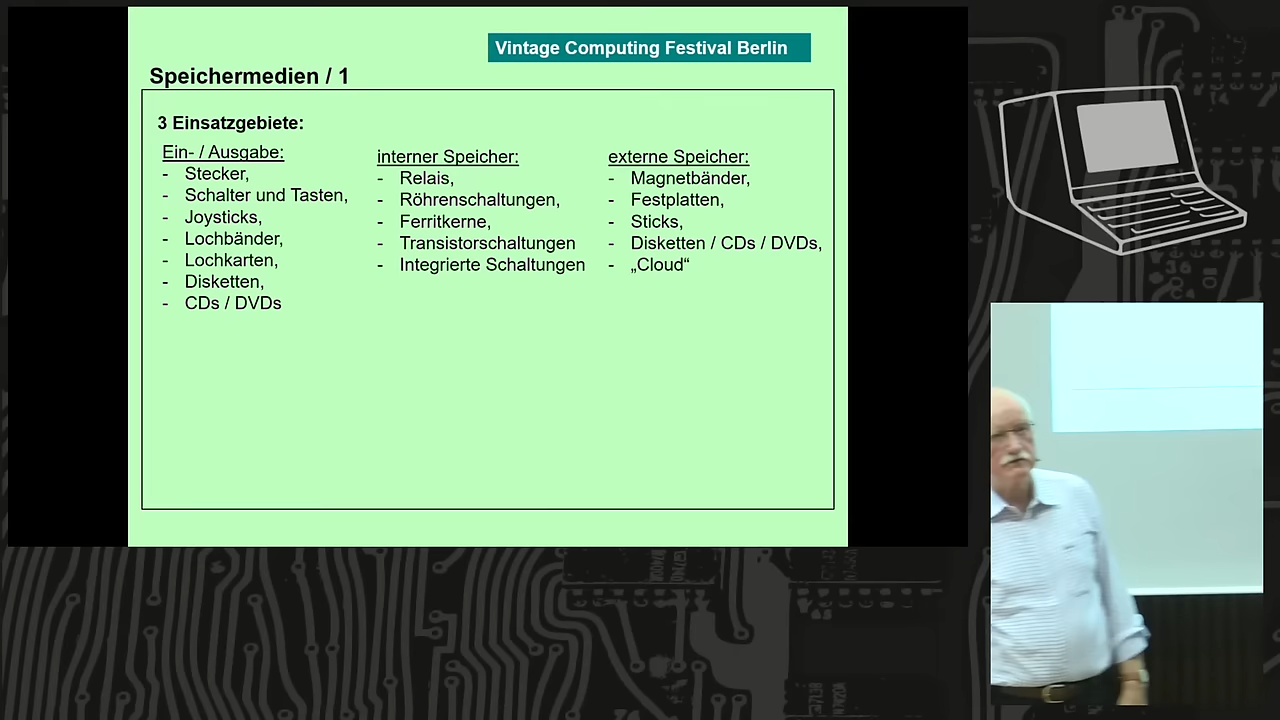 Vintage Computing Festival Berlin
Speichermedien / 1
3 Einsatzgebiete:
Ein- / Ausgabe:
- Stecker,
- Schalter und Tasten,
- Joysticks,
- Lochbänder,
- Lochkarten,
- Disketten,
- CDs / DVDs
interner Speicher:
- Relais,
- Röhrenschaltungen,
- Ferritkerne,
- Transistorschaltungen
- Integrierte Schaltungen
externe Speicher:
- Magnetbänder,
- Festplatten,
- Sticks,
- Disketten / CDs / DVDs,
- „Cloud“